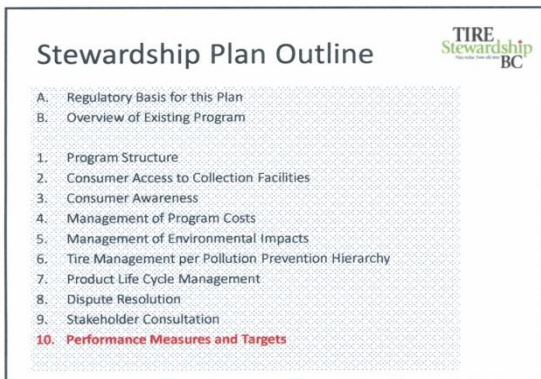 Stewardship Plan Outline
TIRE
Stewardship
BC
A. Regulatory Basis for this Plan
B. Overview of Existing Program
1. Program Structure
2. Consumer Access to Collection Facilities
3. Consumer Awareness
4. Management of Program Costs
5. Management of Environmental Impacts
6. Tire Management per Pollution Prevention Hierarchy
7. Product Life Cycle Management
8. Dispute Resolution
9. Stakeholder Consultation
10. Performance Measures and Targets